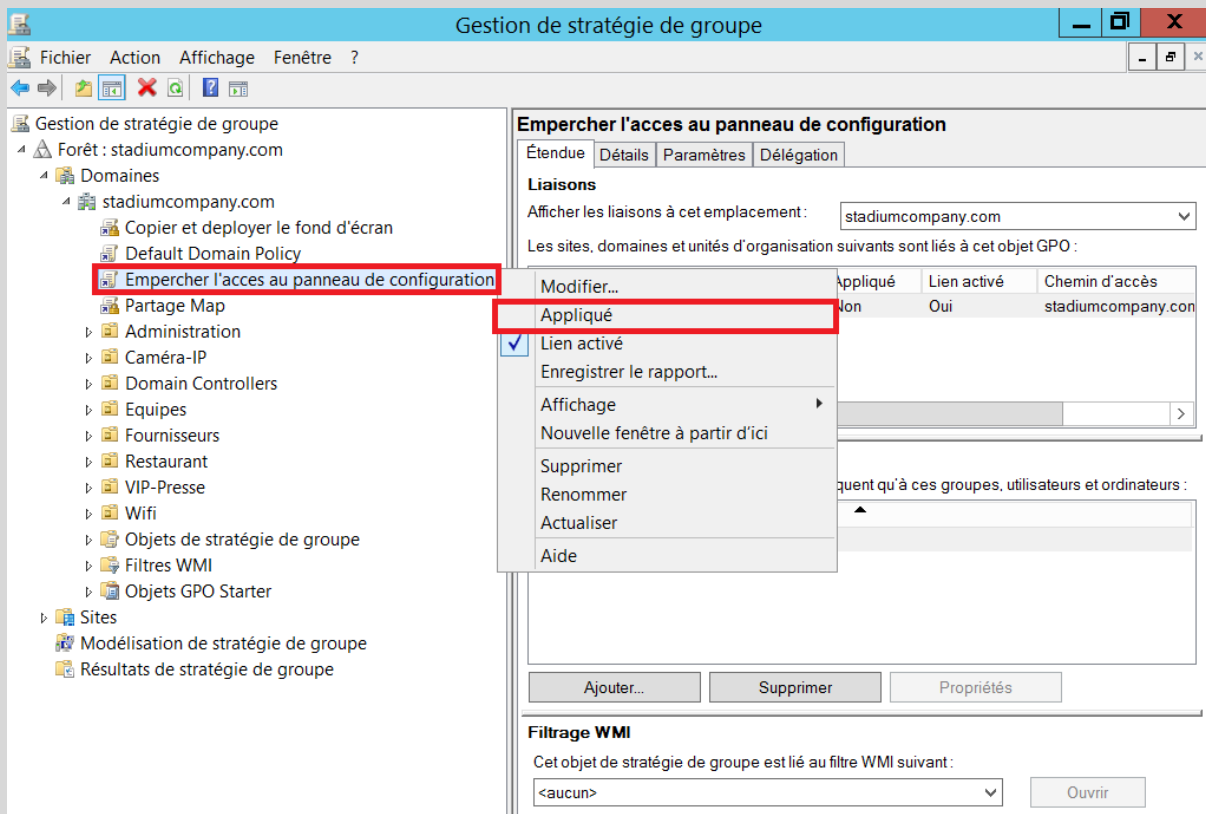 Gestion de stratégie de groupe
Fichier Action Affichage Fenêtre ?
Gestion de stratégie de groupe
Forêt : stadiumcompany.com
Domaines
stadiumcompany.com
Copier et deployer le fond d'écran
Default Domain Policy
Empercher l'acces au panneau de configuration
Partage Map
Administration
Caméra-IP
Domain Controllers
Equipes
Fournisseurs
Restaurant
VIP-Presse
Wifi
Objets de stratégie de groupe
Filtres WMI
Objets GPO Starter
Sites
Modélisation de stratégie de groupe
Résultats de stratégie de groupe
Empercher l'acces au panneau de configuration
Étendue Détails Paramètres Délégation
Liaisons
Afficher les liaisons à cet emplacement : stadiumcompany.com
Les sites, domaines et unités d'organisation suivants sont liés à cet objet GPO :
Appliqué Lien activé Chemin d'accès
Non Oui stadiumcompany.com
Modifier...
Appliqué
Lien activé
Enregistrer le rapport...
Affichage
Nouvelle fenêtre à partir d'ici
Supprimer
Renommer
Actualiser
Aide
qu'à ces groupes, utilisateurs et ordinateurs :
Ajouter... Supprimer Propriétés
Filtrage WMI
Cet objet de stratégie de groupe est lié au filtre WMI suivant :
<aucun> Ouvrir